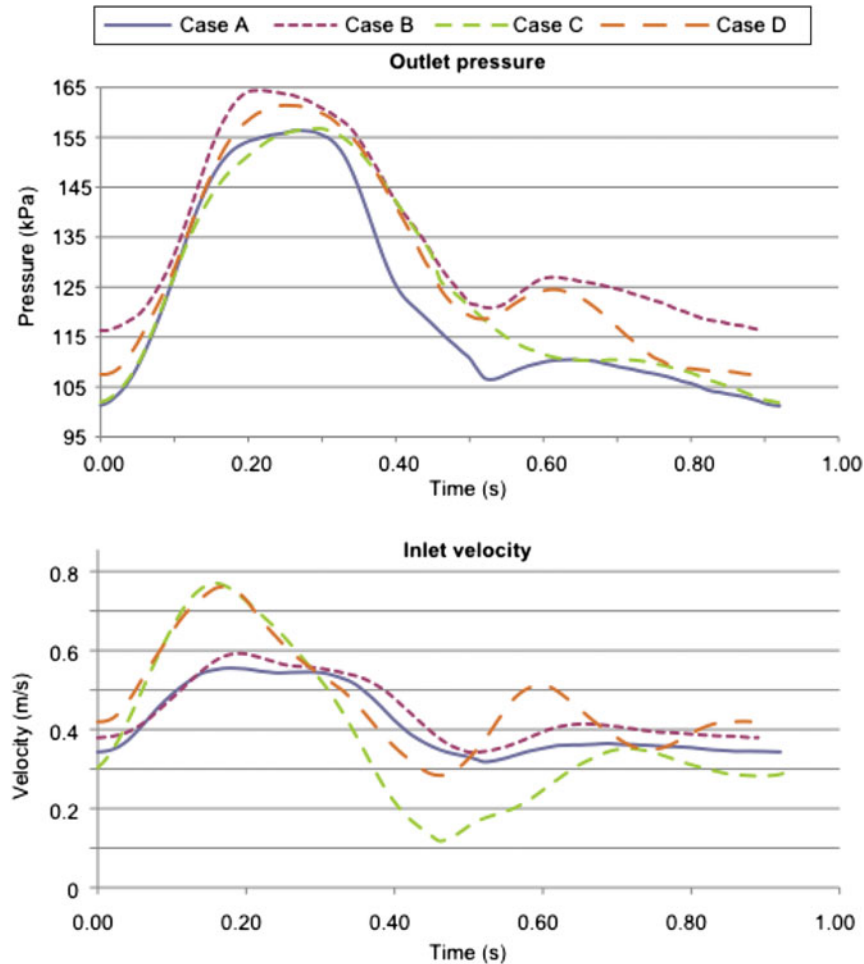 Case A Case B Case C Case D
Outlet pressure
165
155
145
135
125
115
105
95
Pressure (kPa)
0.00 0.20 0.40 0.60 0.80 1.00
Time (s)
Inlet velocity
0.8
0.6
0.4
0.2
0
Velocity (m/s)
0.00 0.20 0.40 0.60 0.80 1.00
Time (s)